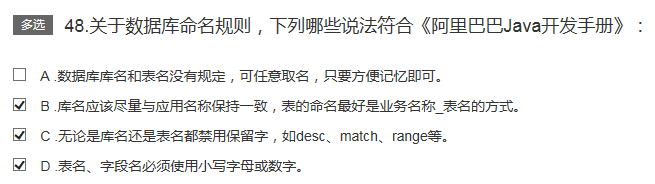 多选 48.关于数据库命名规则，下列哪些说法符合《阿里巴巴Java开发手册》：
A .数据库库名和表名没有规定，可任意取名，只要方便记忆即可。
B .库名应该尽量与应用名称保持一致，表的命名最好是业务名称_表名的方式。
C .无论是库名还是表名都禁用保留字，如desc、match、range等。
D .表名、字段名必须使用小写字母或数字。